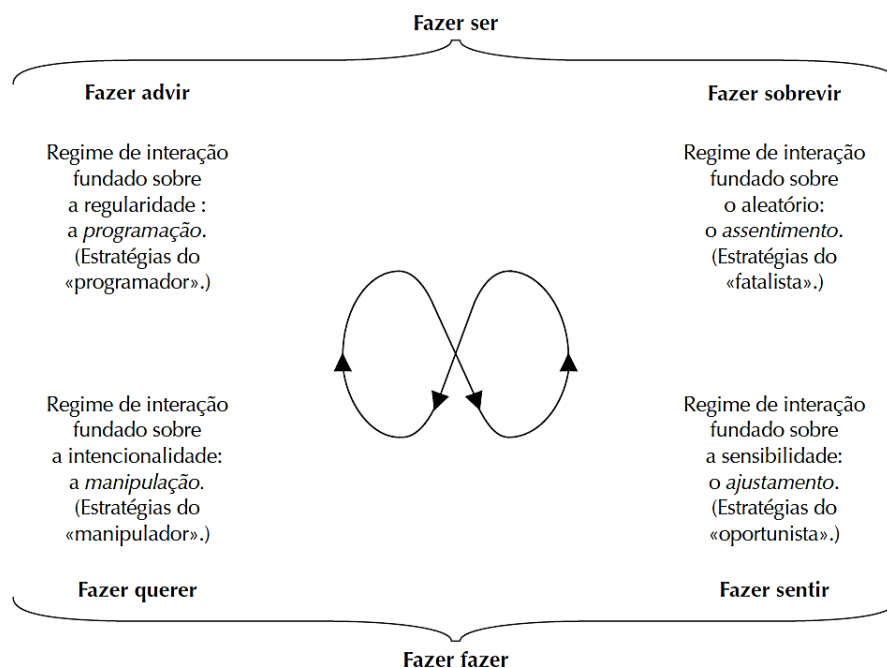 Fazer ser
Fazer advir
Regime de interação
fundado sobre
a regularidade :
a programação.
(Estratégias do
«programador».)
Fazer sobrevir
Regime de interação
fundado sobre
o aleatório:
o assentimento.
(Estratégias do
«fatalista».)
Regime de interação
fundado sobre
a intencionalidade:
a manipulação.
(Estratégias do
«manipulador».)
Fazer querer
Regime de interação
fundado sobre
a sensibilidade:
o ajustamento.
(Estratégias do
«oportunista».)
Fazer sentir
Fazer fazer